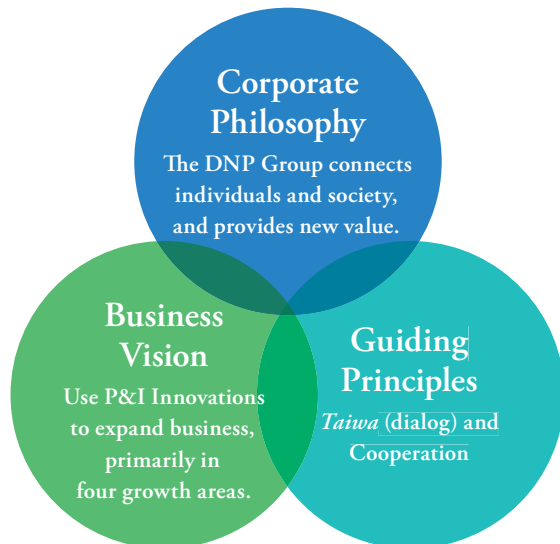 Corporate
Philosophy
The DNP Group connects
individuals and society,
and provides new value.
Business
Vision
Use P&I Innovations
to expand business,
primarily in
four growth areas.
Guiding
Principles
Taiwa (dialog) and
Cooperation